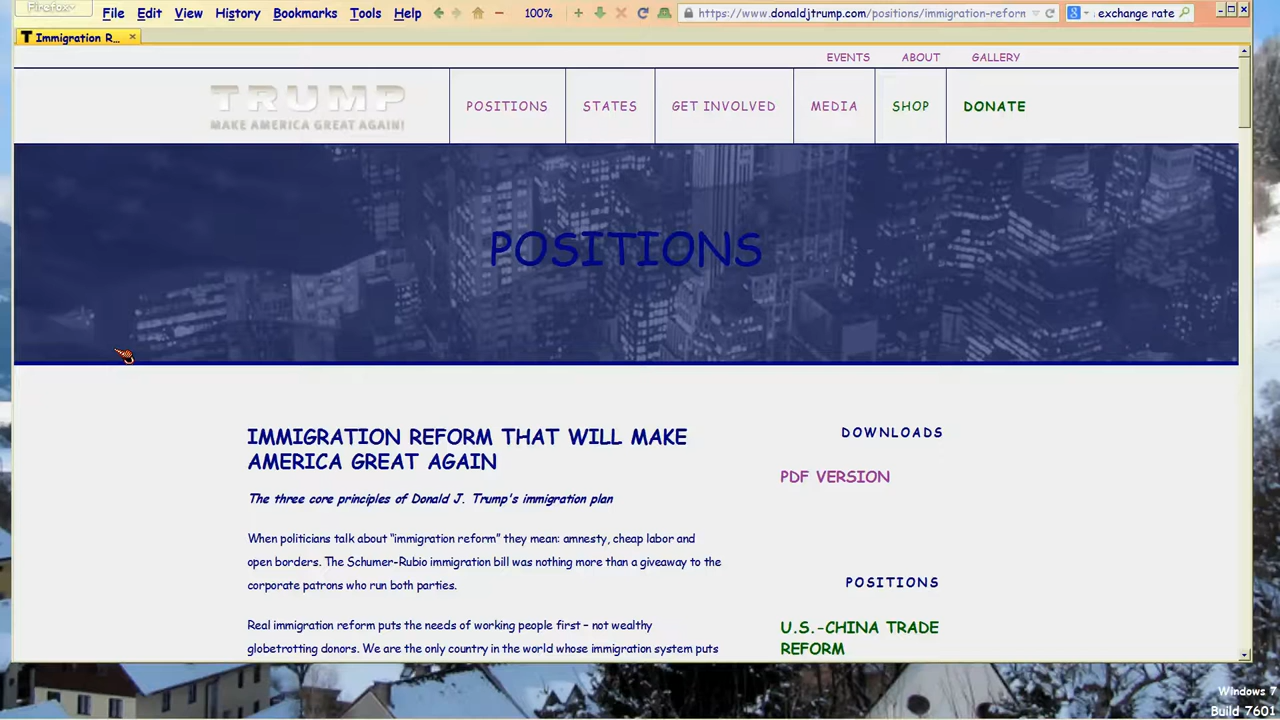 Firefox
File Edit View History Bookmarks Tools Help 100% https://www.donaldjtrump.com/positions/immigration-reform exchange rate
Immigration R...
EVENTS ABOUT GALLERY
TRUMP
MAKE AMERICA GREAT AGAIN!
POSITIONS STATES GET INVOLVED MEDIA SHOP DONATE
POSITIONS
IMMIGRATION REFORM THAT WILL MAKE
AMERICA GREAT AGAIN
The three core principles of Donald J. Trump's immigration plan
When politicians talk about “immigration reform” they mean: amnesty, cheap labor and
open borders. The Schumer-Rubio immigration bill was nothing more than a giveaway to the
corporate patrons who run both parties.
Real immigration reform puts the needs of working people first – not wealthy
globetrotting donors. We are the only country in the world whose immigration system puts
DOWNLOADS
PDF VERSION
POSITIONS
U.S.-CHINA TRADE
REFORM
Windows 7
Build 7601